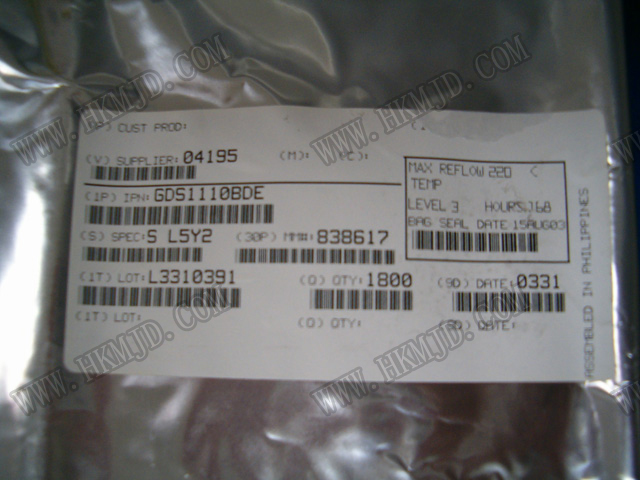 WWW.HKMJD.COM
WWW.HKMJD.COM
(P) CUST PROD:
(V) SUPPLIER: 04195 (M): (C):
MAX REFLOW 220 C
TEMP
LEVEL 3 HOURS:168
BAG SEAL DATE 15AUG03
(1P) IPN: GDS1110BDE
(S) SPEC: S L5Y2 (30P) MM#: 838617
(1T) LOT: L3310391 (Q) QTY: 1800 (9D) DATE: 0331
(1T) LOT: (Q) QTY: (9D) DATE:
ASSEMBLED IN PHILIPPINES
WWW.HKMJD.COM
WWW.HKMJD.COM
WWW.HKMJD.COM
WWW.HKMJD.COM